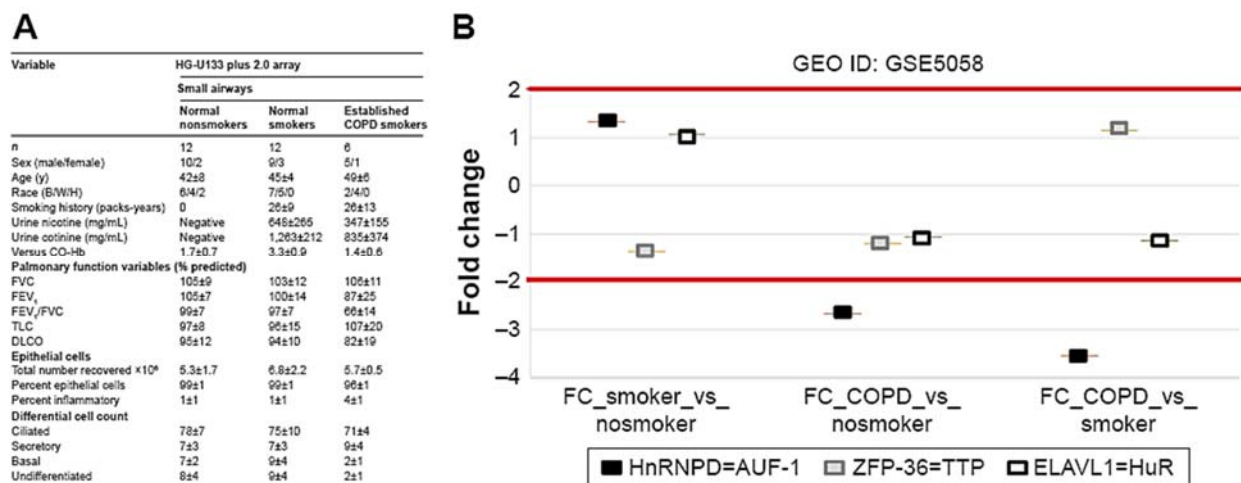 A
Variable HG-U133 plus 2.0 array
Small airways
Normal nonsmokers Normal smokers Established COPD smokers
n 12 12 6
Sex (male/female) 10/2 9/3 5/1
Age (y) 42±8 45±4 49±6
Race (B/W/H) 6/4/2 7/5/0 2/4/0
Smoking history (packs-years) 0 26±9 26±13
Urine nicotine (mg/mL) Negative 648±265 347±155
Urine cotinine (mg/mL) Negative 1,263±212 835±374
Versus CO-Hb 1.7±0.7 3.3±0.9 1.4±0.6
Pulmonary function variables (% predicted)
FVC 105±9 103±12 106±11
FEV₁ 105±7 100±14 87±25
FEV₁/FVC 99±7 97±7 66±14
TLC 97±8 96±15 107±20
DLCO 95±12 94±10 82±19
Epithelial cells
Total number recovered ×10⁶ 5.3±1.7 6.8±2.2 5.7±0.5
Percent epithelial cells 99±1 99±1 96±1
Percent inflammatory 1±1 1±1 4±1
Differential cell count
Ciliated 78±7 75±10 71±4
Secretory 7±3 7±3 9±4
Basal 7±2 9±4 2±1
Undifferentiated 8±4 9±4 2±1
B
GEO ID: GSE5058
Fold change
2
1
0
–1
–2
–3
–4
FC_smoker_vs_
nosmoker
FC_COPD_vs_
nosmoker
FC_COPD_vs_
smoker
HnRNPD=AUF-1 ZFP-36=TTP ELAVL1=HuR